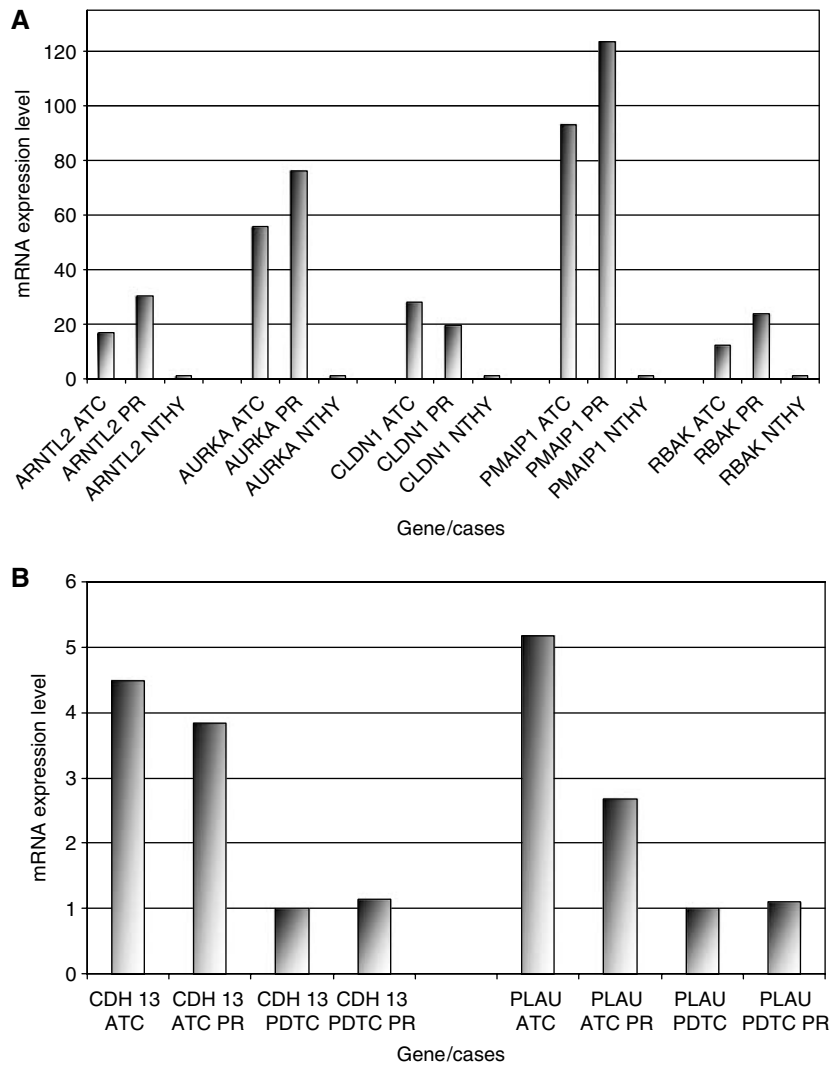 A
mRNA expression level
120
100
80
60
40
20
0
ARNTL2 ATC
ARNTL2 PR
ARNTL2 NTHY
AURKA ATC
AURKA PR
AURKA NTHY
CLDN1 ATC
CLDN1 PR
CLDN1 NTHY
PMAIP1 ATC
PMAIP1 PR
PMAIP1 NTHY
RBAK ATC
RBAK PR
RBAK NTHY
Gene/cases
B
mRNA expression level
6
5
4
3
2
1
0
CDH 13
ATC
CDH 13
ATC PR
CDH 13
PDTC
CDH 13
PDTC PR
PLAU
ATC
PLAU
ATC PR
PLAU
PDTC
PLAU
PDTC PR
Gene/cases